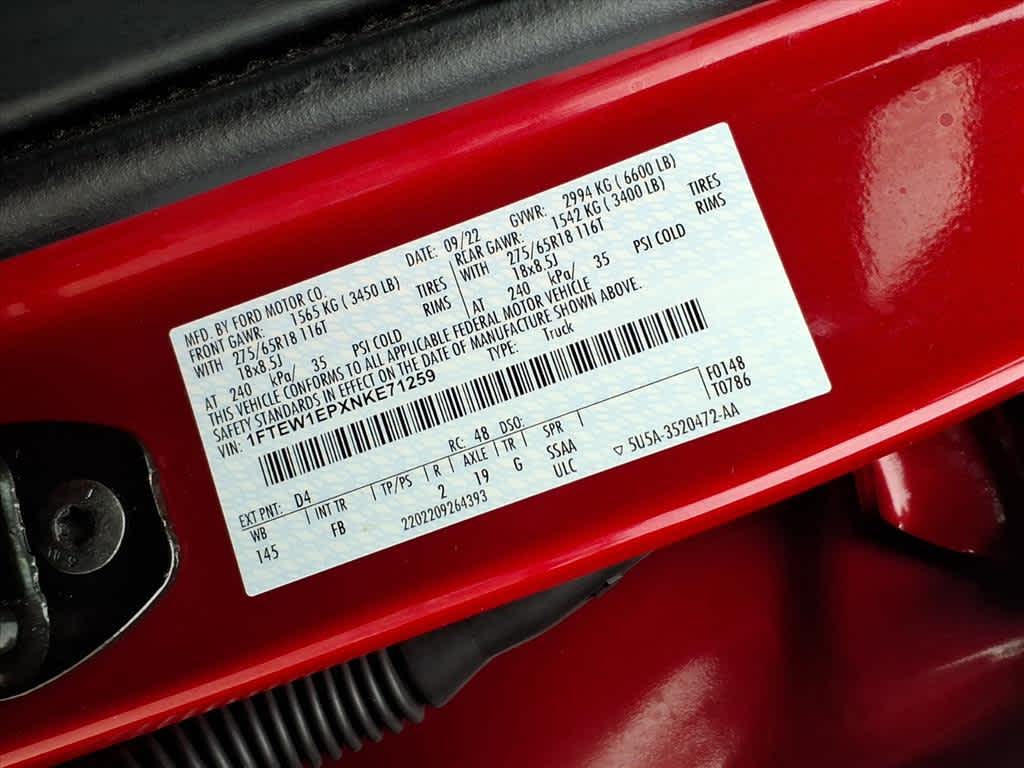 MFD. BY FORD MOTOR CO. DATE: 09/22 GVWR: 2994 KG ( 6600 LB)
FRONT GAWR: 1565 KG ( 3450 LB) REAR GAWR: 1542 KG ( 3400 LB)
WITH 275/65R18 116T TIRES WITH 275/65R18 116T TIRES
18x8.5J RIMS 18x8.5J RIMS
AT 240 kPa/ 35 PSI COLD AT 240 kPa/ 35 PSI COLD
THIS VEHICLE CONFORMS TO ALL APPLICABLE FEDERAL MOTOR VEHICLE
SAFETY STANDARDS IN EFFECT ON THE DATE OF MANUFACTURE SHOWN ABOVE.
VIN: 1FTEW1EPXNKE71259 TYPE: Truck
F0148
EXT PNT: D4 RC: 48 DSO: T0786
WB INT TR TP/PS R AXLE TR SPR
145 FB 2 19 G SSAA ▽ 5U5A-3520472-AA
2202209264393 ULC